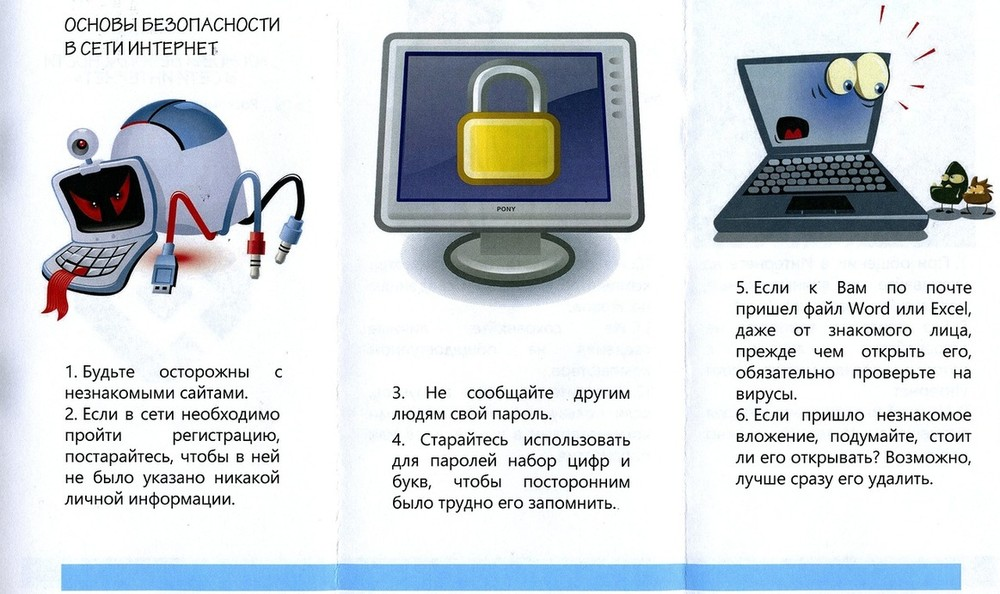 ОСНОВЫ БЕЗОПАСНОСТИ
В СЕТИ ИНТЕРНЕТ
1. Будьте осторожны с
незнакомыми сайтами.
2. Если в сети необходимо
пройти регистрацию,
постарайтесь, чтобы в ней
не было указано никакой
личной информации.
PONY
3. Не сообщайте другим
людям свой пароль.
4. Старайтесь использовать
для паролей набор цифр и
букв, чтобы посторонним
было трудно его запомнить.
5. Если к Вам по почте
пришел файл Word или Excel,
даже от знакомого лица,
прежде чем открыть его,
обязательно проверьте на
вирусы.
6. Если пришло незнакомое
вложение, подумайте, стоит
ли его открывать? Возможно,
лучше сразу его удалить.